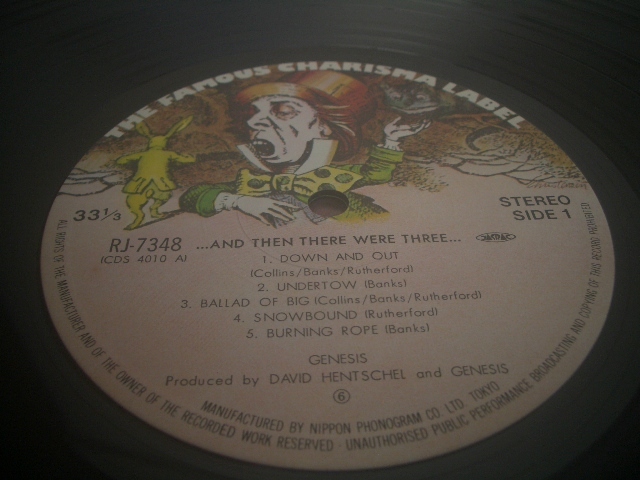 THE FAMOUS CHARISMA LABEL
33⅓
STEREO
SIDE 1
RJ-7348
(CDS 4010 A)
...AND THEN THERE WERE THREE...
1. DOWN AND OUT
(Collins/Banks/Rutherford)
2. UNDERTOW (Banks)
3. BALLAD OF BIG (Collins/Banks/Rutherford)
4. SNOWBOUND (Rutherford)
5. BURNING ROPE (Banks)
GENESIS
Produced by DAVID HENTSCHEL and GENESIS
⑥
MANUFACTURED BY NIPPON PHONOGRAM CO. LTD. TOKYO
ALL RIGHTS OF THE MANUFACTURER AND OF THE OWNER OF THE RECORDED WORK RESERVED · UNAUTHORISED PUBLIC PERFORMANCE BROADCASTING AND COPYING OF THIS RECORD PROHIBITED